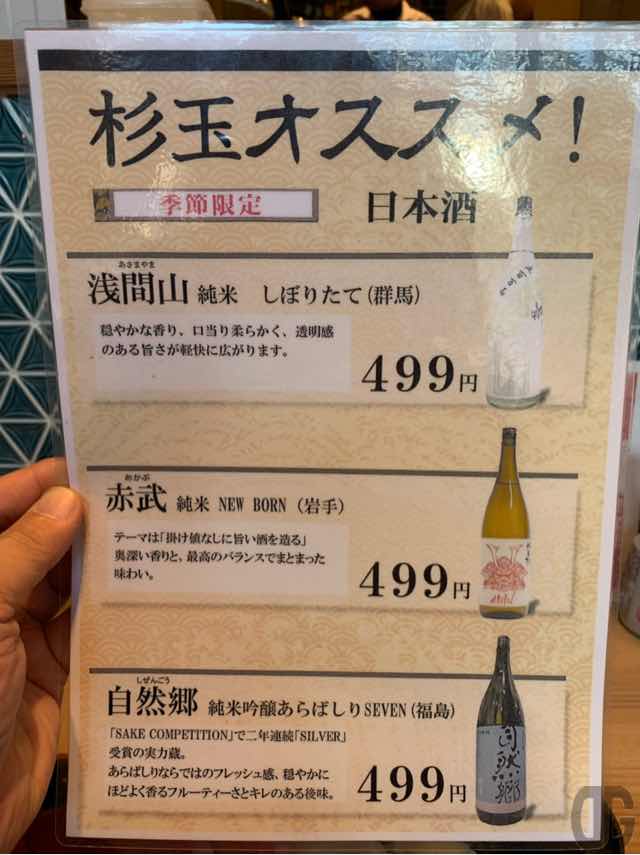 杉玉オススメ!
季節限定
日本酒
あさまやま
浅間山 純米 しぼりたて(群馬)
穏やかな香り、口当り柔らかく、透明感
のある旨さが軽快に広がります。
499円
あかぶ
赤武 純米 NEW BORN (岩手)
テーマは「掛け値なしに旨い酒を造る」
奥深い香りと、最高のバランスでまとまった
味わい。
499円
しぜんごう
自然郷 純米吟醸あらばしりSEVEN(福島)
「SAKE COMPETITION」で二年連続「SILVER」
受賞の実力蔵。
あらばしりならではのフレッシュ感、穏やかに
ほどよく香るフルーティーさとキレのある後味。
499円
自然郷